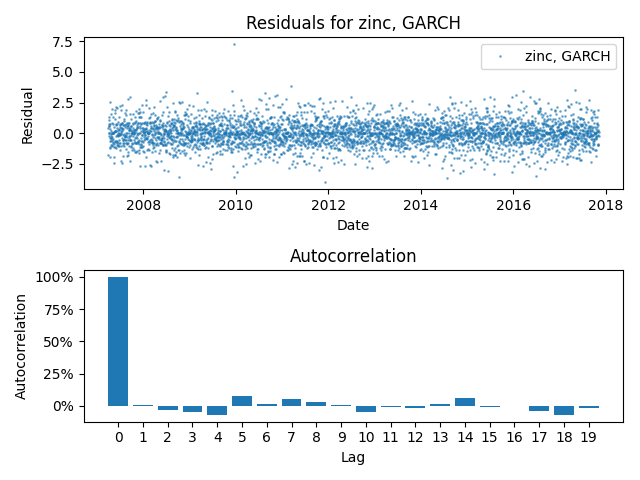 Residuals for zinc, GARCH
7.5
5.0
2.5
0.0
−2.5
Residual
zinc, GARCH
2008 2010 2012 2014 2016 2018
Date
Autocorrelation
100%
75%
50%
25%
0%
Autocorrelation
0 1 2 3 4 5 6 7 8 9 10 11 12 13 14 15 16 17 18 19
Lag